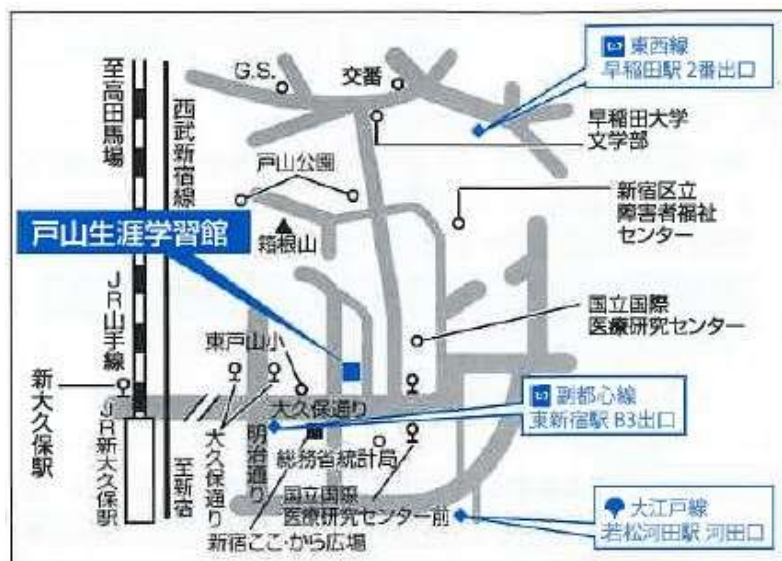 東西線
早稲田駅 2番出口
G.S.
交番
至高田馬場
西武新宿線
早稲田大学
文学部
戸山公園
新宿区立
障害者福祉
センター
戸山生涯学習館
箱根山
JR山手線
国立国際
医療研究センター
東戸山小
新大久保駅
大久保通り
副都心線
東新宿駅 B3出口
JR新大久保駅
至新宿
大久保通り
明治通り
総務省統計局
国立国際
医療研究センター前
新宿ここ・から広場
大江戸線
若松河田駅 河田口